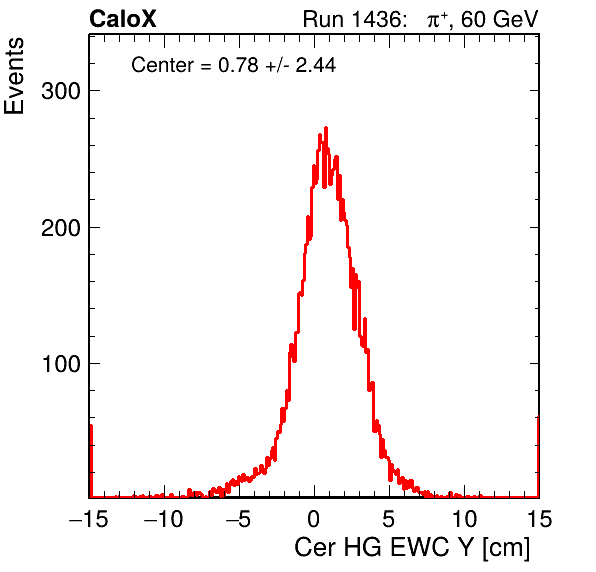 CaloX Run 1436: π⁺, 60 GeV
Events
Center = 0.78 +/- 2.44
300
200
100
−15 −10 −5 0 5 10 15
Cer HG EWC Y [cm]